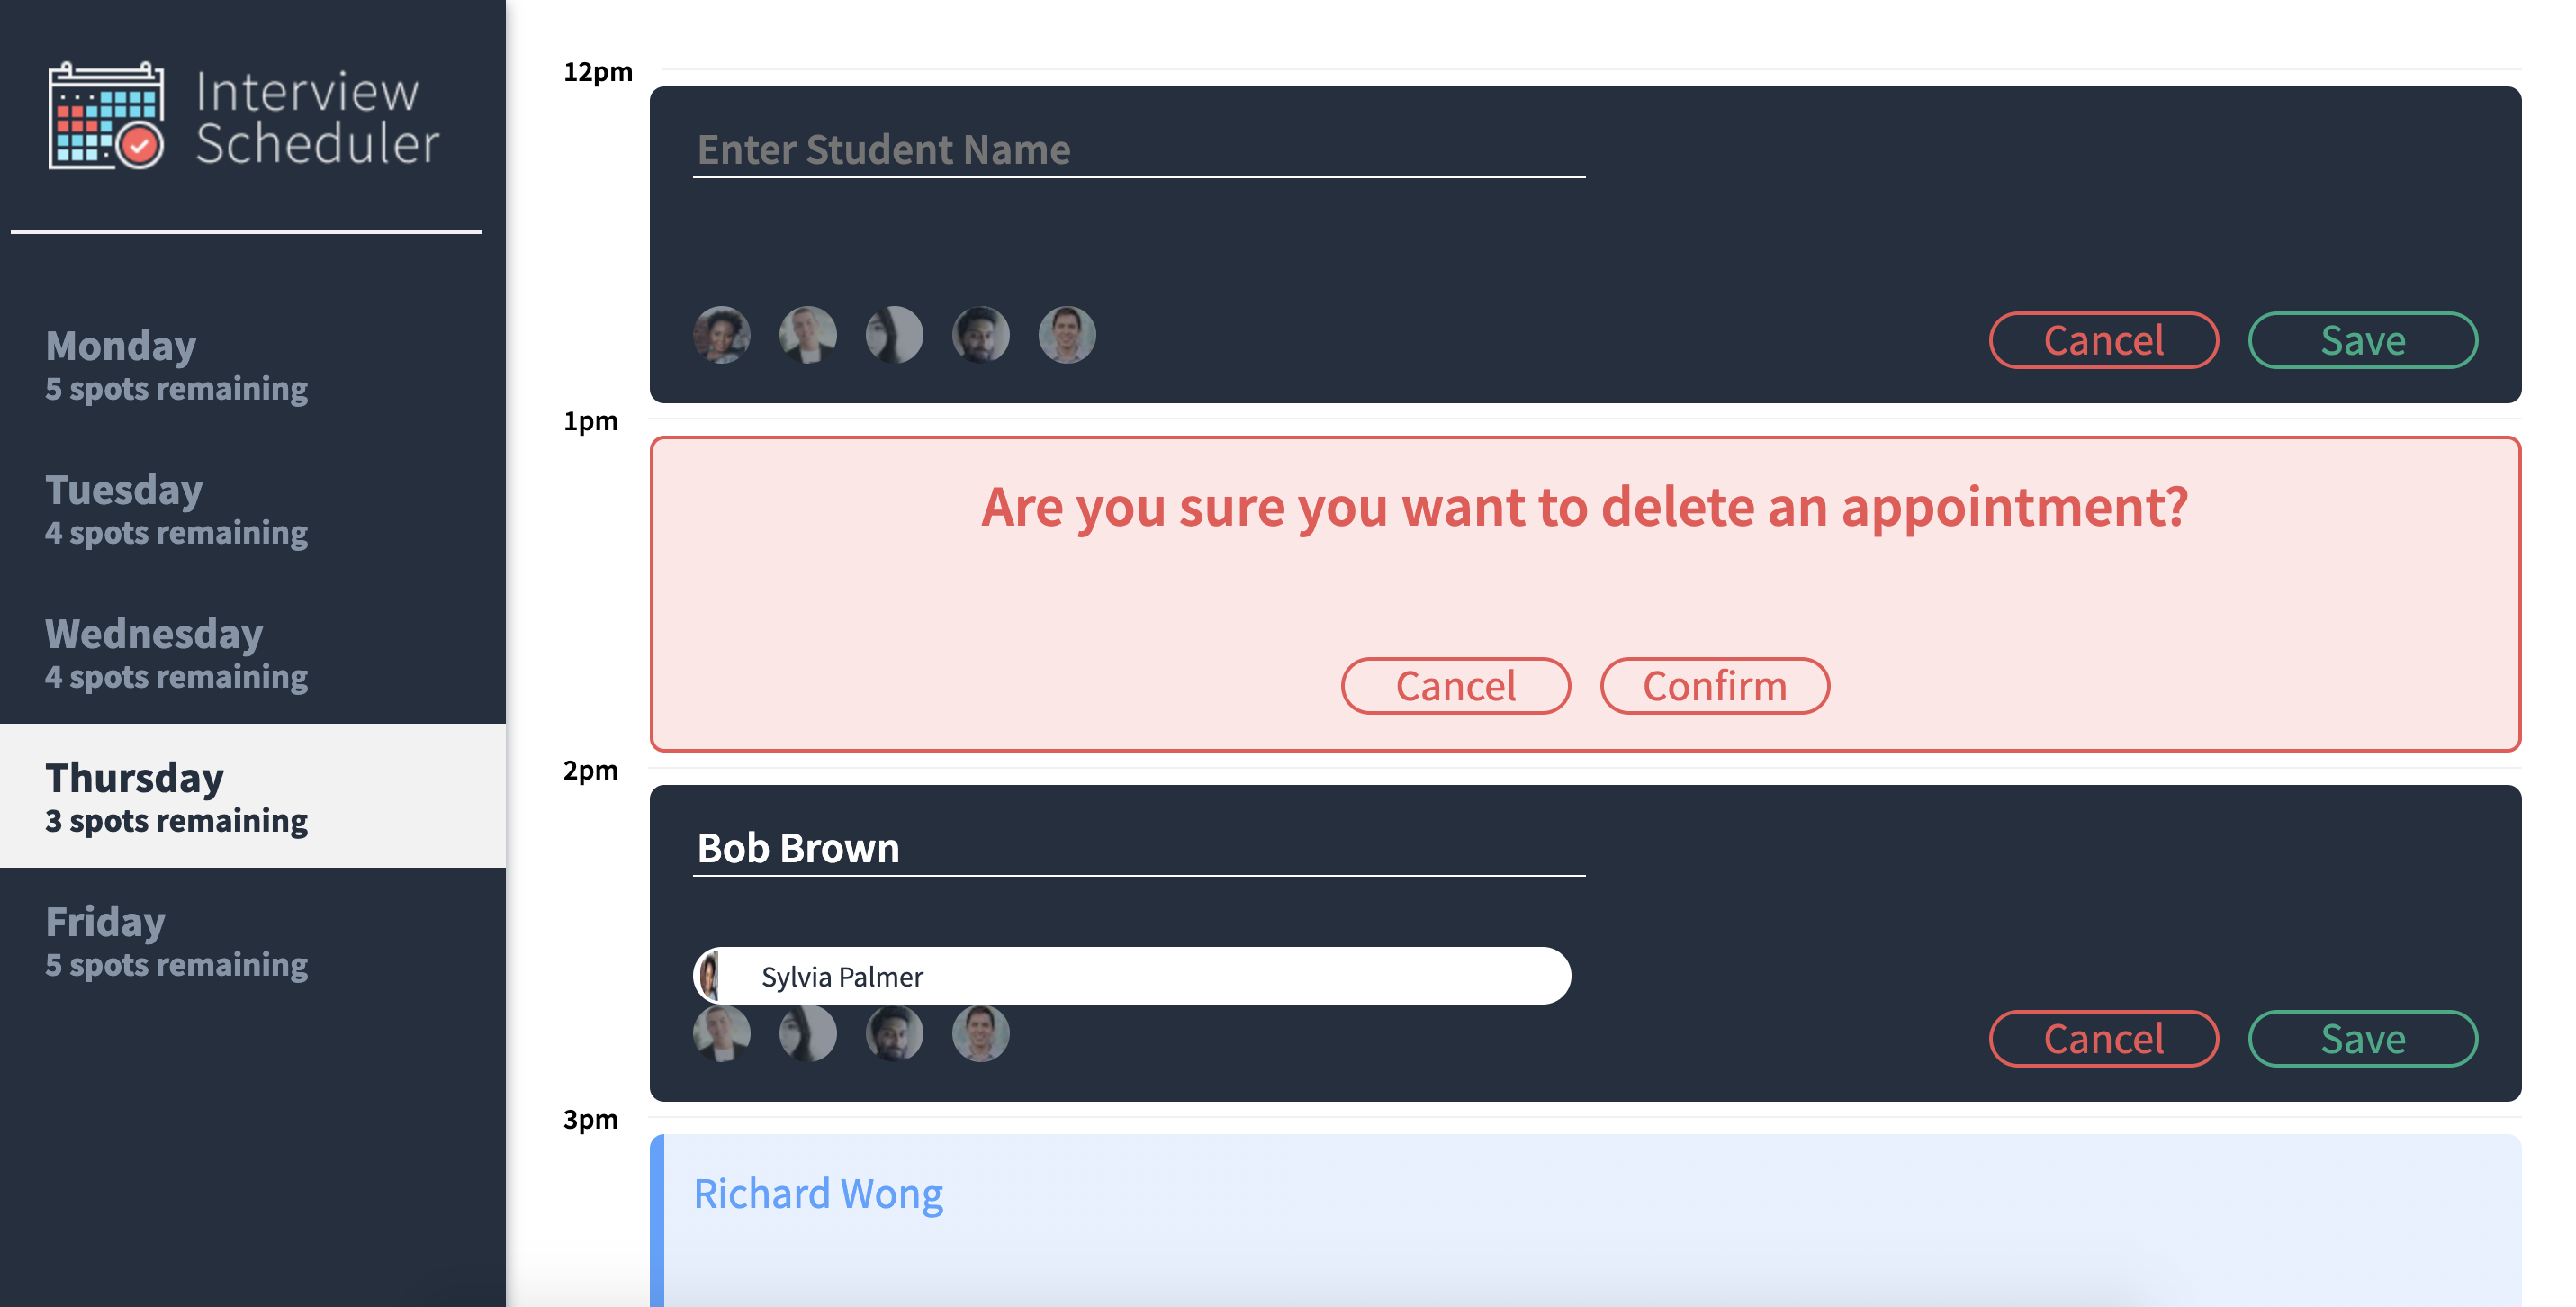 Interview
Scheduler
Monday
5 spots remaining
Tuesday
4 spots remaining
Wednesday
4 spots remaining
Thursday
3 spots remaining
Friday
5 spots remaining
12pm
Enter Student Name
Cancel Save
1pm
Are you sure you want to delete an appointment?
Cancel Confirm
2pm
Bob Brown
Sylvia Palmer
Cancel Save
3pm
Richard Wong